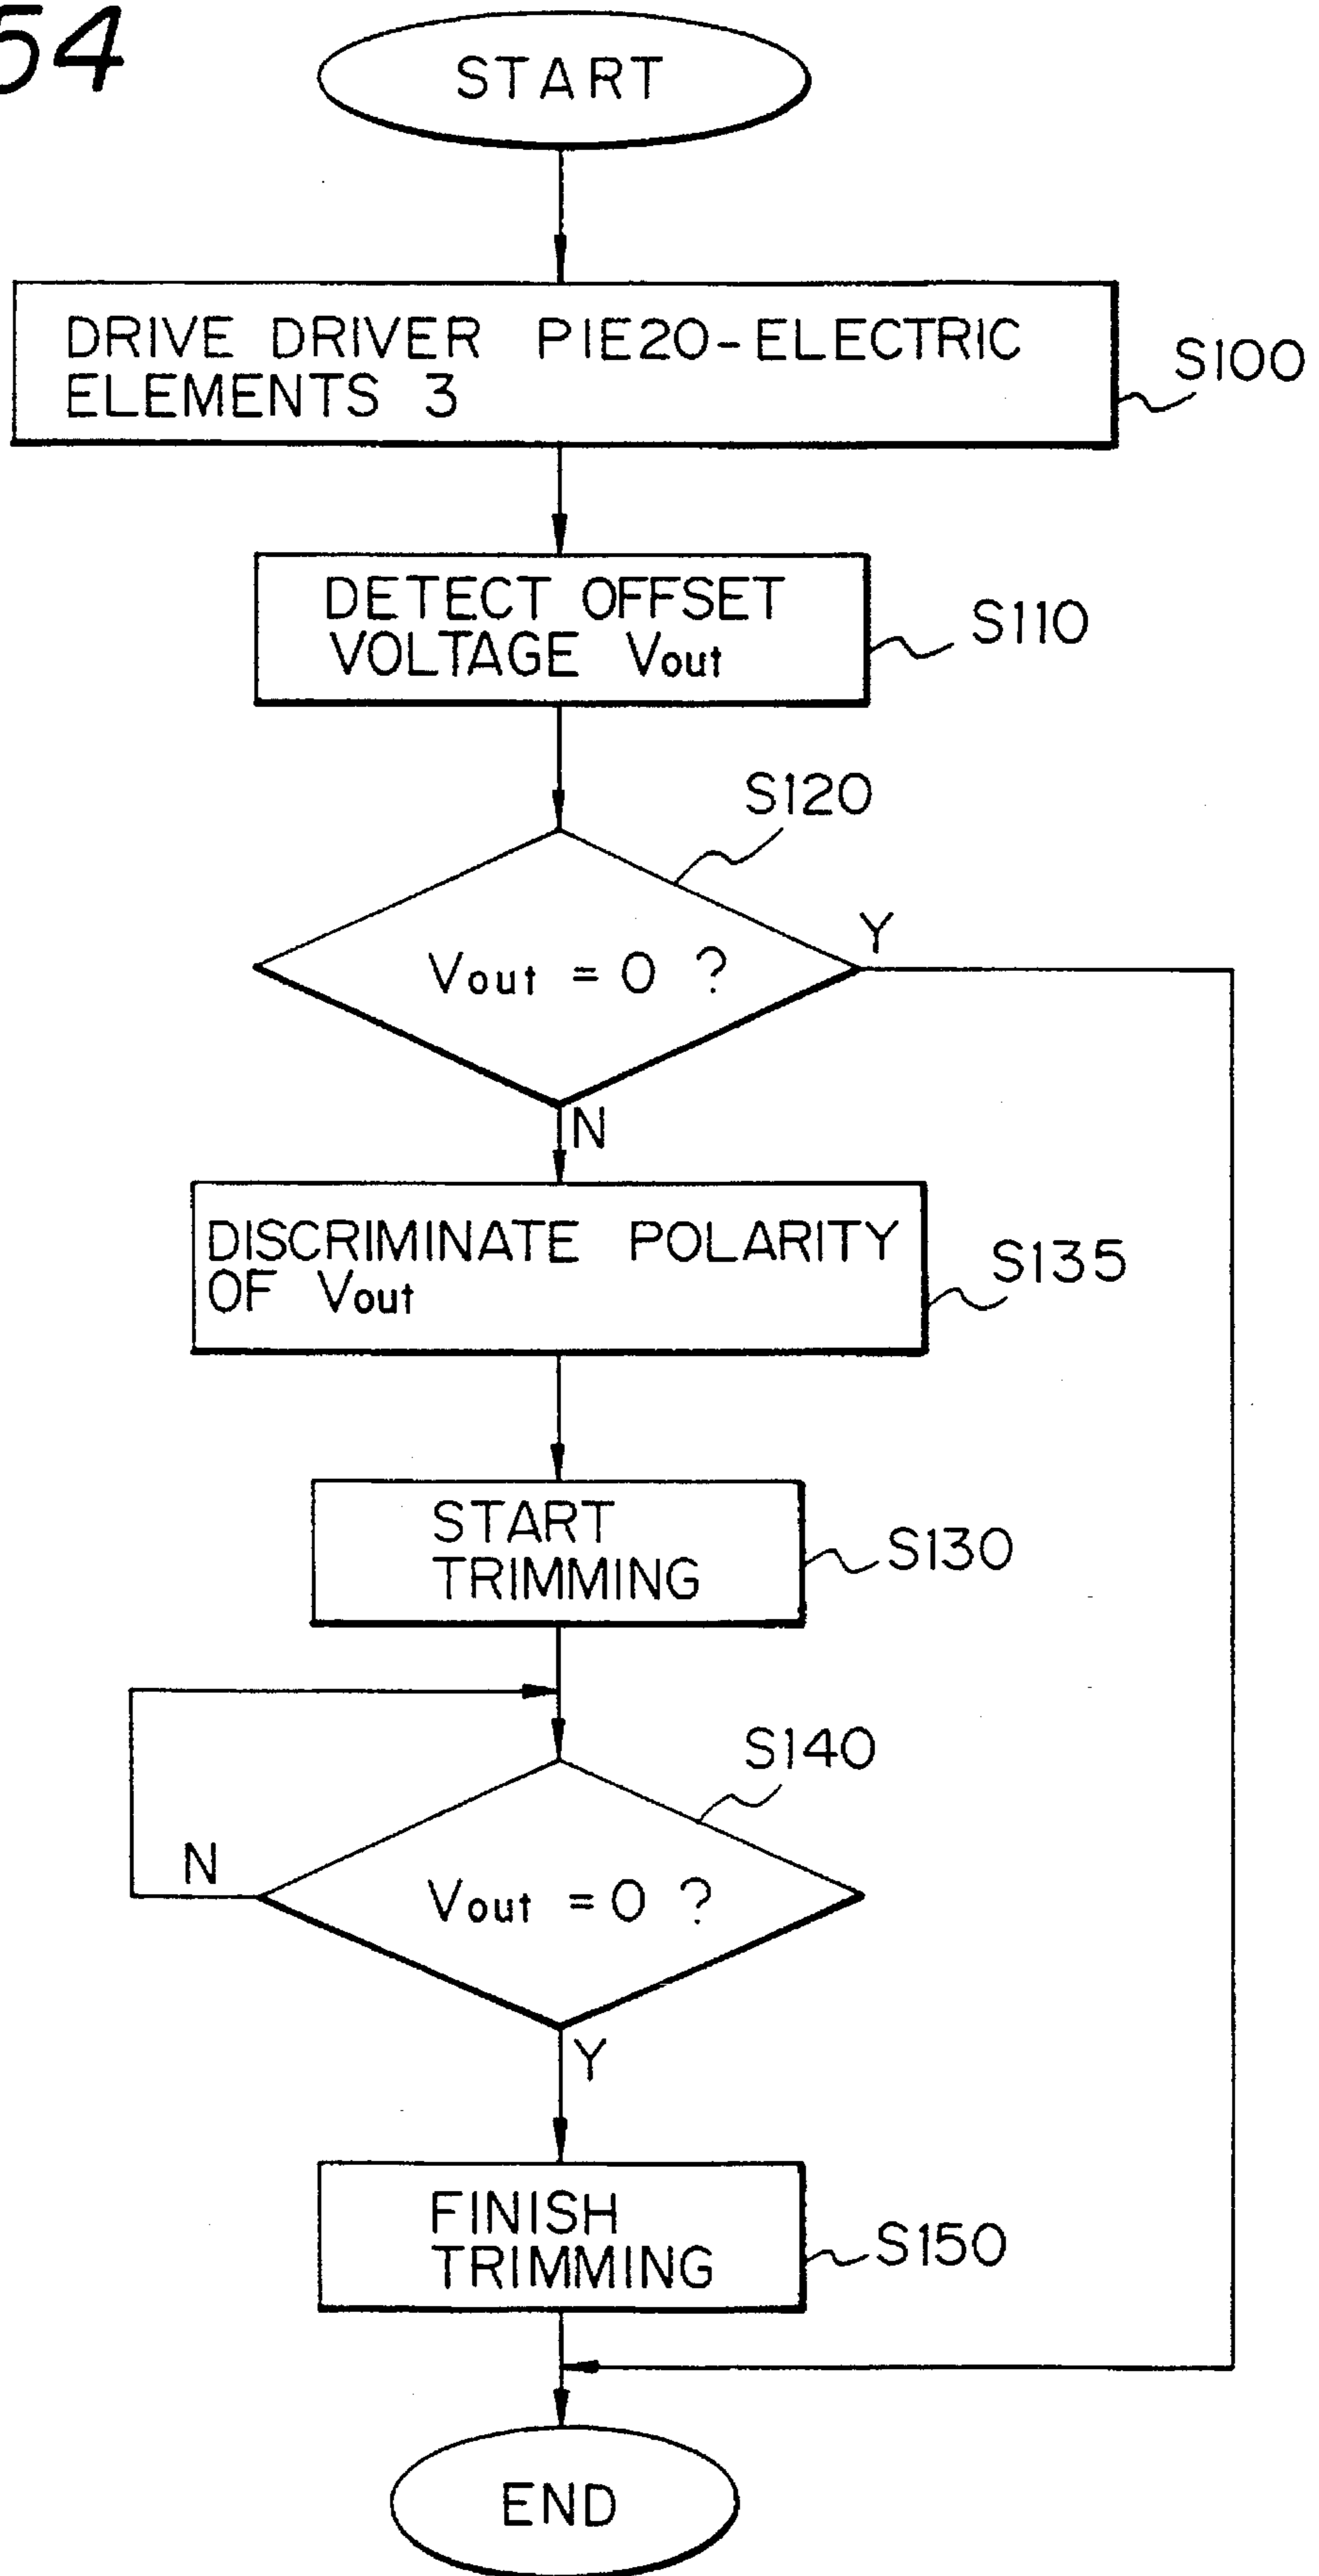 54
START
DRIVE DRIVER PIE20-ELECTRIC
ELEMENTS 3
S100
DETECT OFFSET
VOLTAGE Vout
S110
S120
Vout = 0 ?
Y
N
DISCRIMINATE POLARITY
OF Vout
S135
START
TRIMMING
S130
S140
N
Vout = 0 ?
Y
FINISH
TRIMMING
S150
END